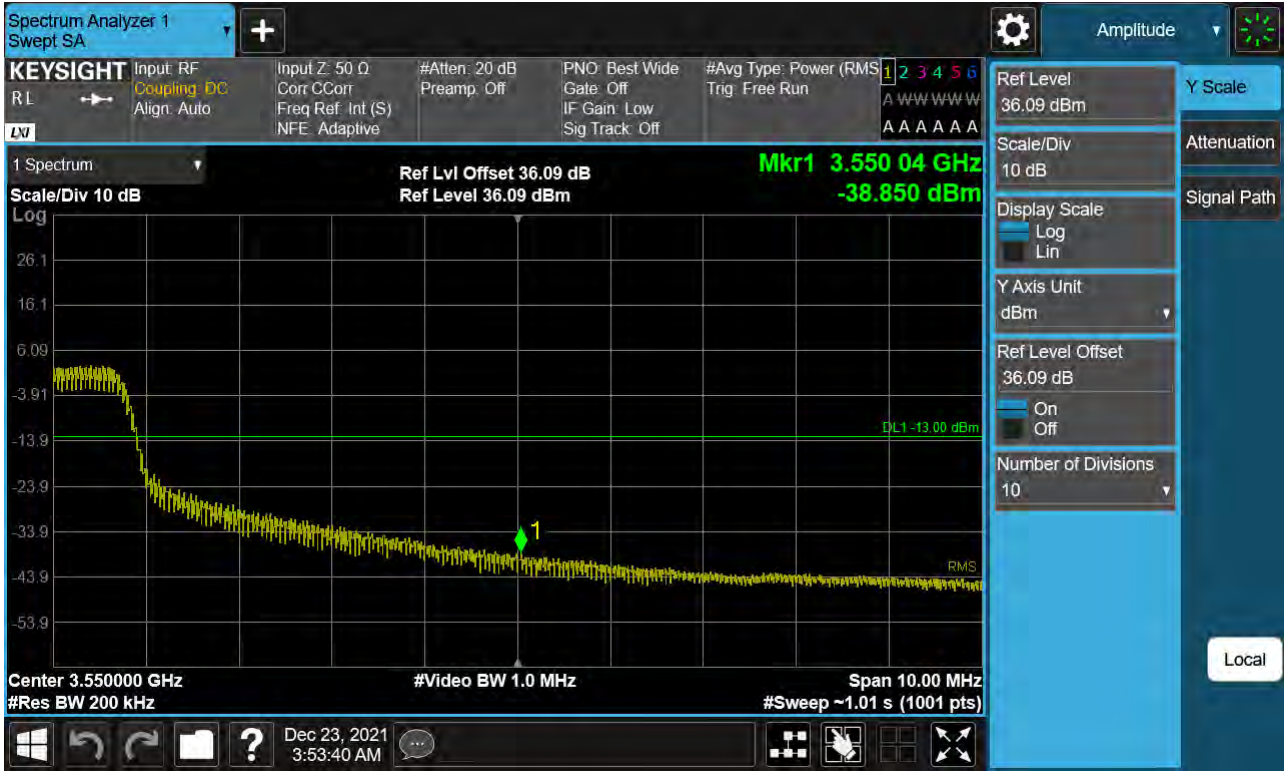 Spectrum Analyzer 1
Swept SA
Amplitude
KEYSIGHT
RL
LXI
Input: RF
Coupling: DC
Align: Auto
Input Z: 50 Ω
Corr CCorr
Freq Ref: Int (S)
NFE: Adaptive
#Atten: 20 dB
Preamp: Off
PNO: Best Wide
Gate: Off
IF Gain: Low
Sig Track: Off
#Avg Type: Power (RMS
Trig: Free Run
1 2 3 4 5 6
A W W W W W
A A A A A A
1 Spectrum
Scale/Div 10 dB
Ref Lvl Offset 36.09 dB
Ref Level 36.09 dBm
Mkr1 3.550 04 GHz
-38.850 dBm
Log
26.1
16.1
6.09
-3.91
-13.9
-23.9
-33.9
-43.9
-53.9
DL1 -13.00 dBm
1
RMS
Center 3.550000 GHz
#Video BW 1.0 MHz
Span 10.00 MHz
#Res BW 200 kHz
#Sweep ~1.01 s (1001 pts)
Ref Level
36.09 dBm
Scale/Div
10 dB
Display Scale
Log
Lin
Y Axis Unit
dBm
Ref Level Offset
36.09 dB
On
Off
Number of Divisions
10
Y Scale
Attenuation
Signal Path
Local
?
Dec 23, 2021
3:53:40 AM